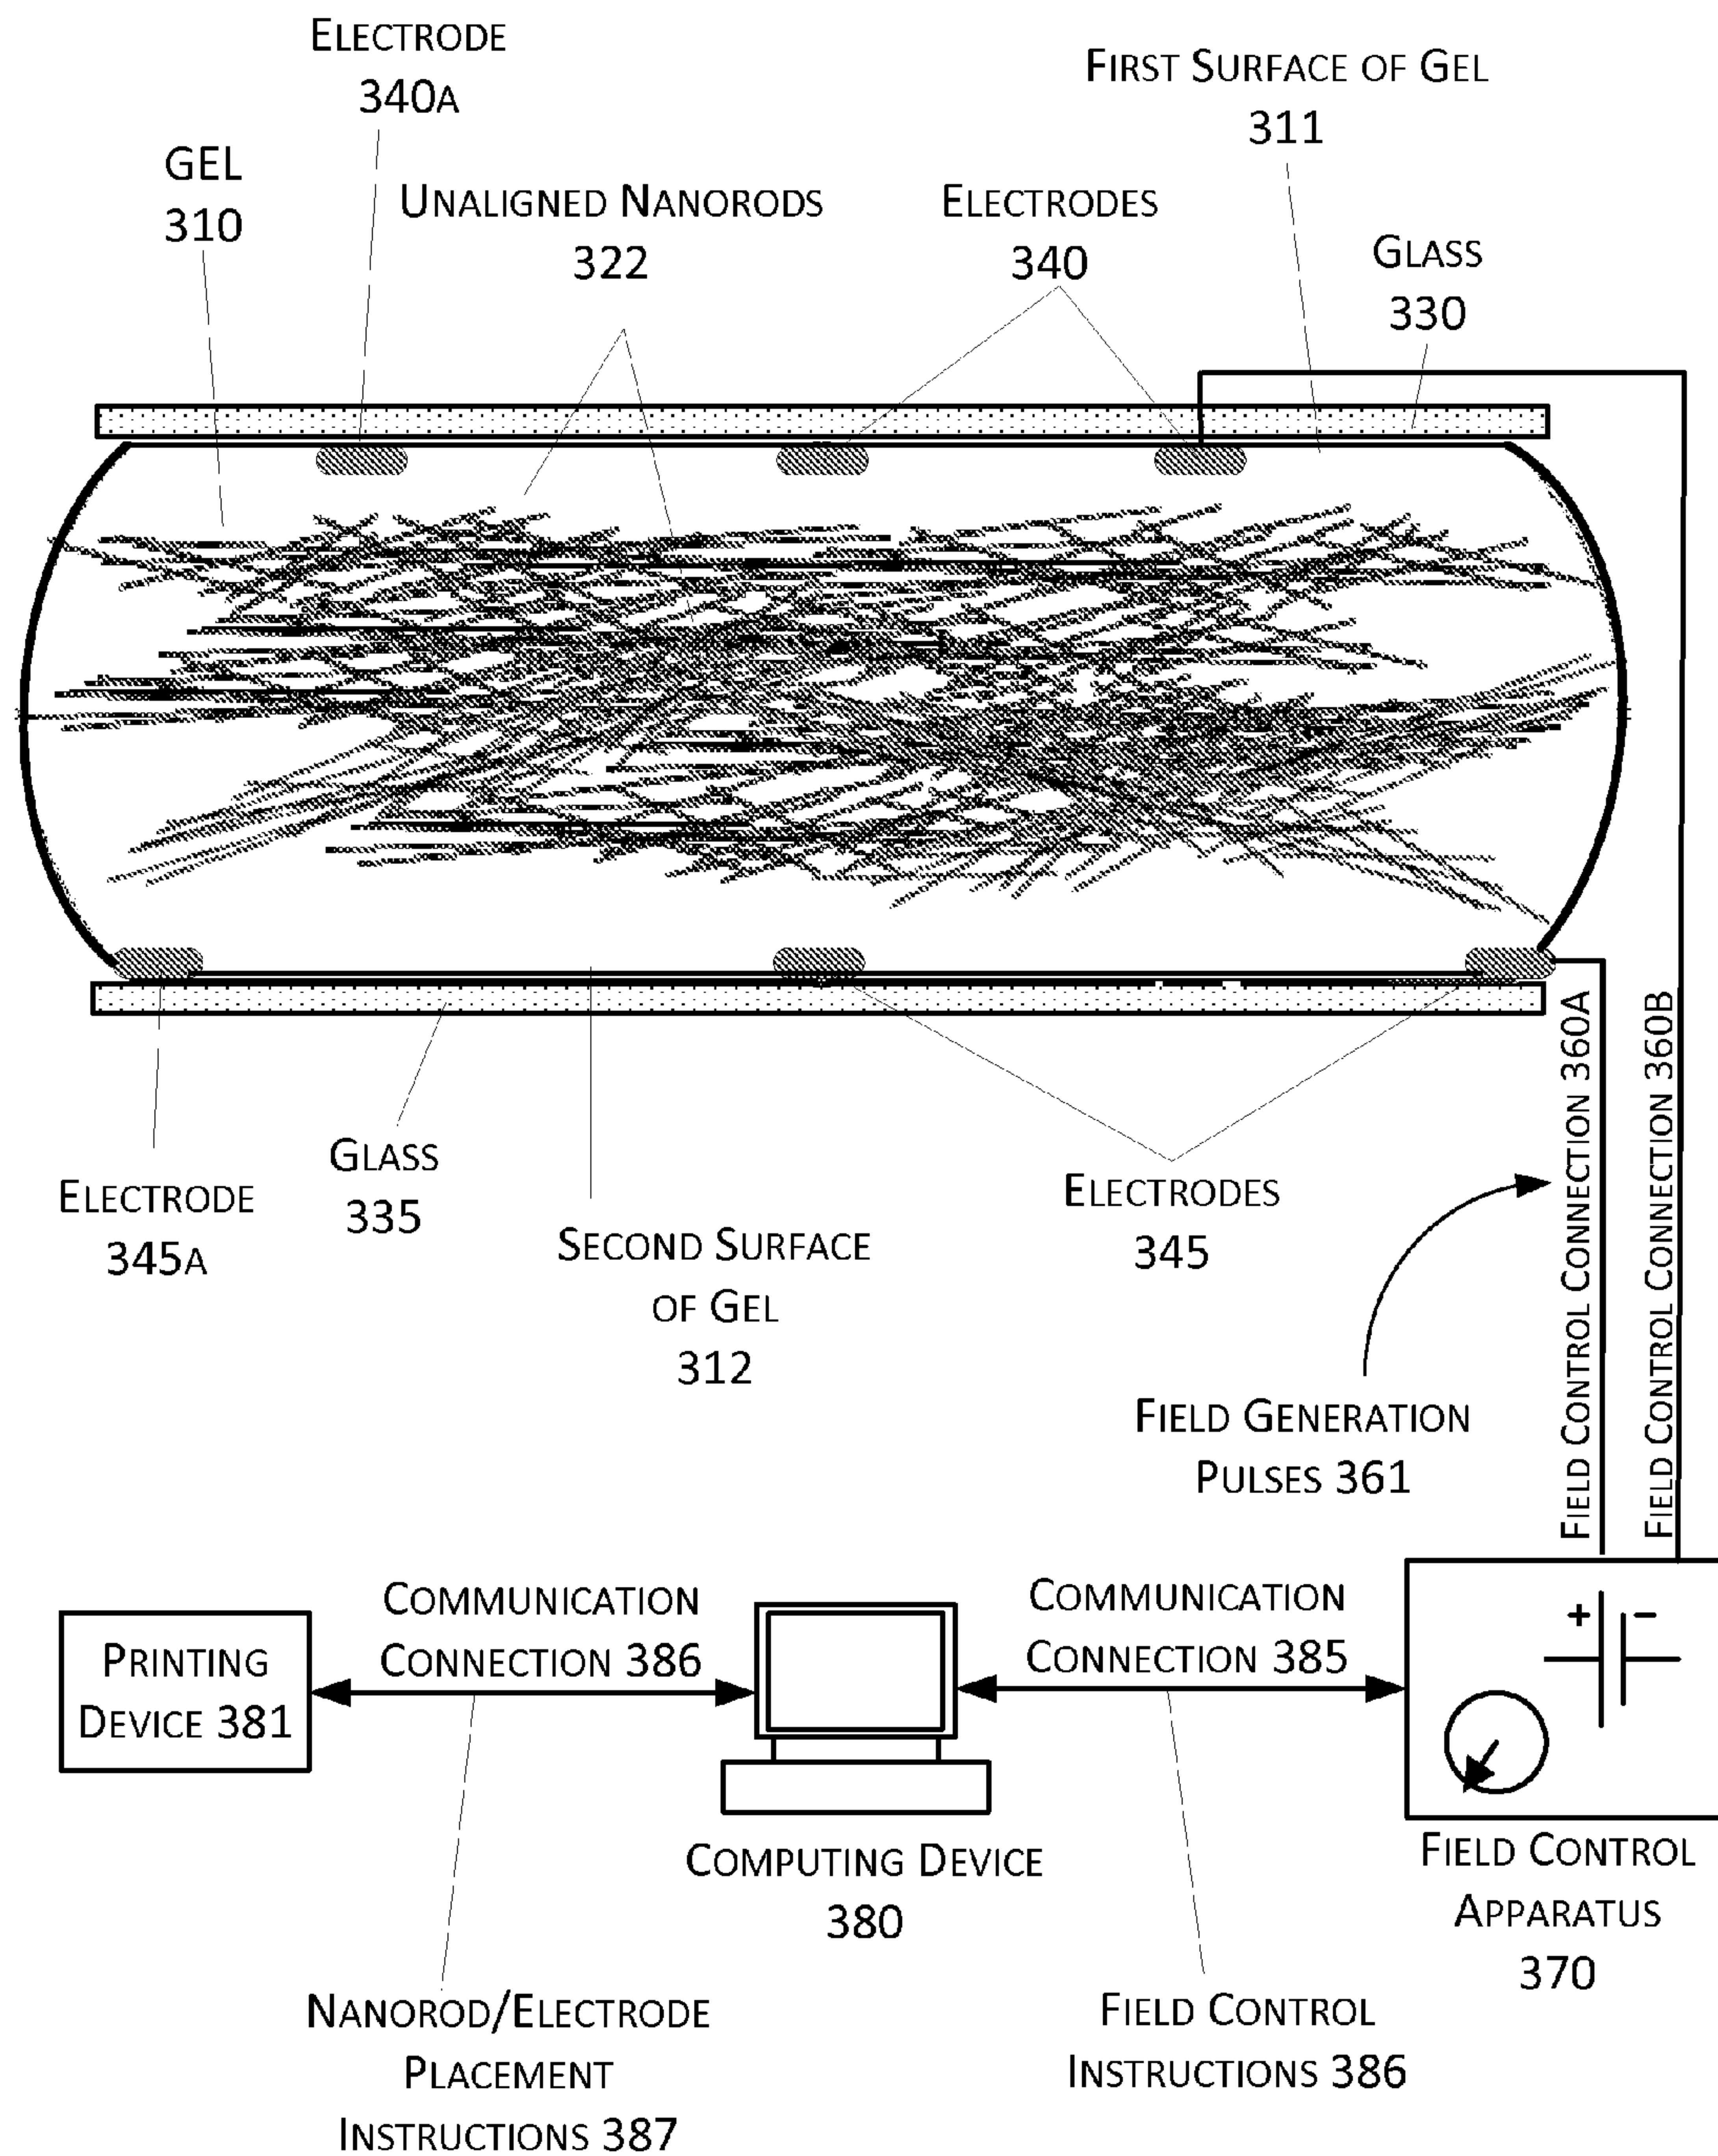 Electrode
340A
First Surface of Gel
311
GEL
310
Unaligned Nanorods
322
Electrodes
340
Glass
330
Electrode
345A
Glass
335
Second Surface
of Gel
312
Electrodes
345
Field Control Connection 360A
Field Control Connection 360B
Field Generation
Pulses 361
Printing
Device 381
Communication
Connection 386
Communication
Connection 385
+ -
Computing Device
380
Field Control
Apparatus
370
Nanorod/Electrode
Placement
Instructions 387
Field Control
Instructions 386